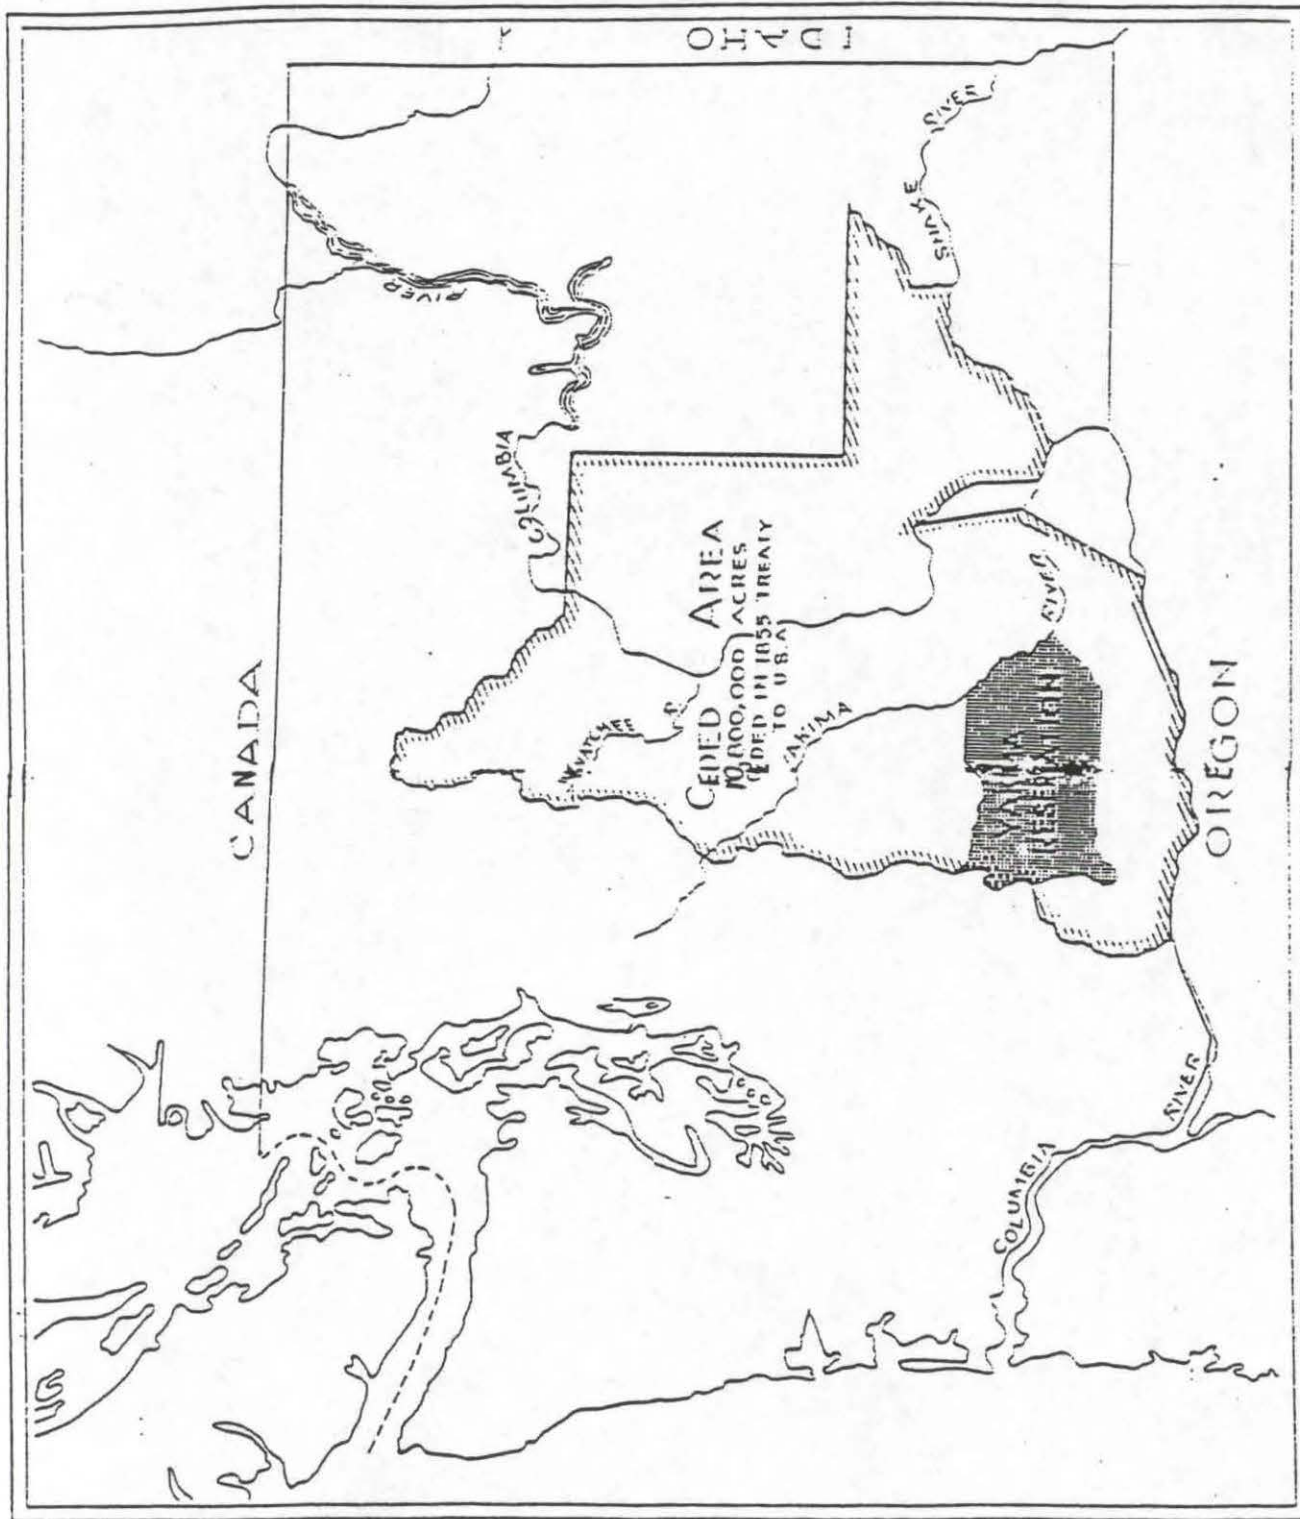 CANADA
IDAHO
RIVER
COLUMBIA
SNAKE RIVER
WENATCHEE R.
CEDED AREA
10,800,000 ACRES
CEDED IN 1855 TREATY
TO U.S.A
YAKIMA RIVER
YAKIMA
RESERVATION
COLUMBIA RIVER
OREGON